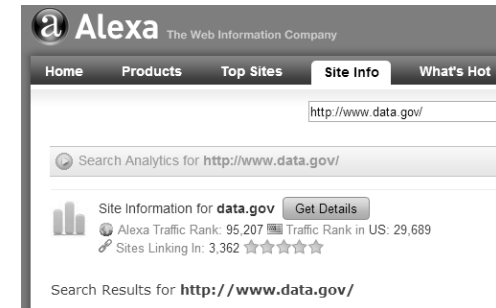 a Alexa The Web Information Company
Home Products Top Sites Site Info What's Hot
http://www.data.gov/
Search Analytics for http://www.data.gov/
Site Information for data.gov Get Details
Alexa Traffic Rank: 95,207 Traffic Rank in US: 29,689
Sites Linking In: 3,362
Search Results for http://www.data.gov/